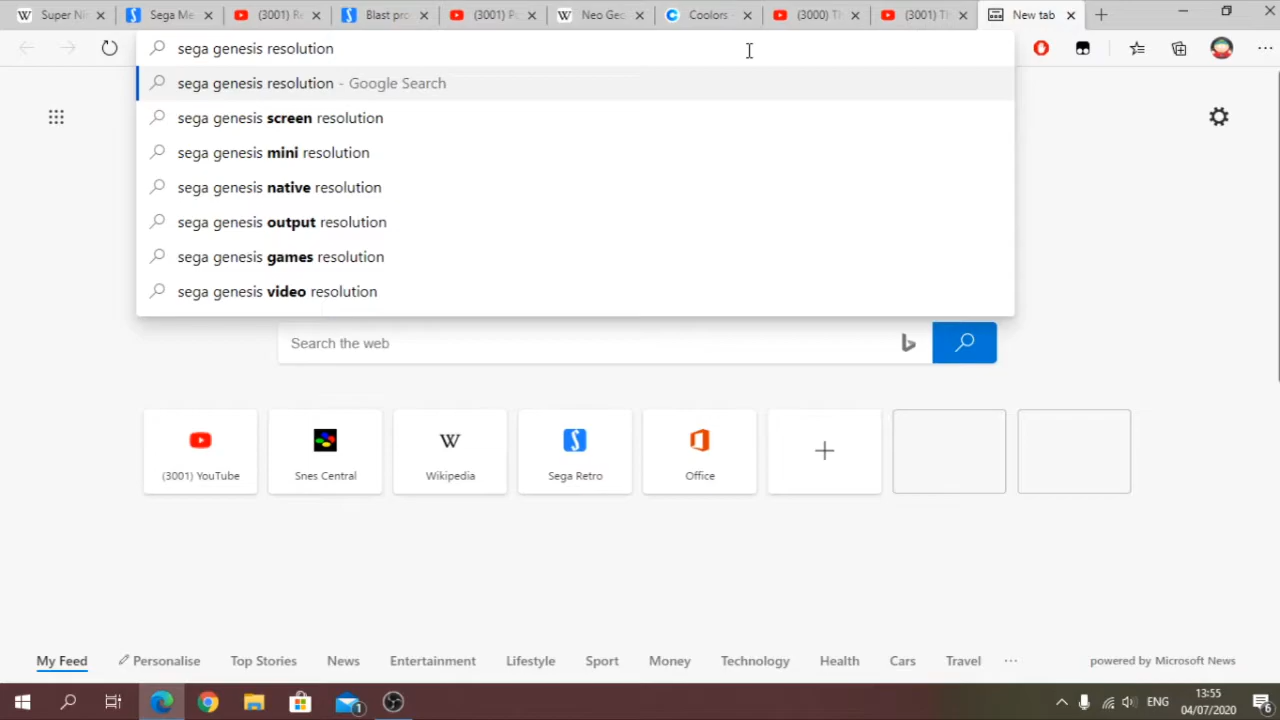 Super Nin
Sega Me
(3001) Re
Blast pro
(3001) P
Neo Geo
Coolors -
(3000) Th
(3001) Th
New tab
sega genesis resolution
sega genesis resolution - Google Search
sega genesis screen resolution
sega genesis mini resolution
sega genesis native resolution
sega genesis output resolution
sega genesis games resolution
sega genesis video resolution
Search the web
(3001) YouTube
Snes Central
Wikipedia
Sega Retro
Office
My Feed
Personalise
Top Stories
News
Entertainment
Lifestyle
Sport
Money
Technology
Health
Cars
Travel
...
powered by Microsoft News
1
ENG
13:55
04/07/2020
6